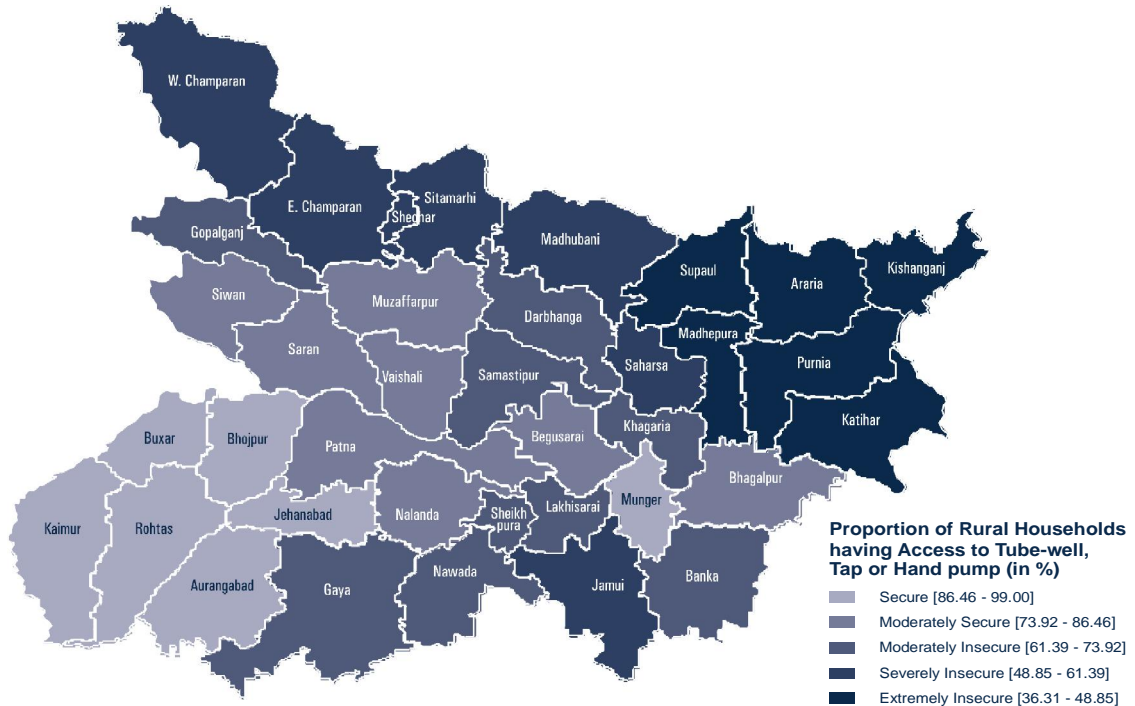 W. Champaran
E. Champaran
Sitamarhi
Sheohar
Gopalganj
Madhubani
Supaul
Araria
Kishanganj
Siwan
Muzaffarpur
Darbhanga
Madhepura
Saran
Vaishali
Samastipur
Saharsa
Purnia
Katihar
Khagaria
Buxar
Bhojpur
Patna
Begusarai
Bhagalpur
Munger
Kaimur
Rohtas
Jehanabad
Nalanda
Sheikh
pura
Lakhisarai
Aurangabad
Gaya
Nawada
Jamui
Banka
Proportion of Rural Households
having Access to Tube-well,
Tap or Hand pump (in %)
Secure [86.46 - 99.00]
Moderately Secure [73.92 - 86.46]
Moderately Insecure [61.39 - 73.92]
Severely Insecure [48.85 - 61.39]
Extremely Insecure [36.31 - 48.85]